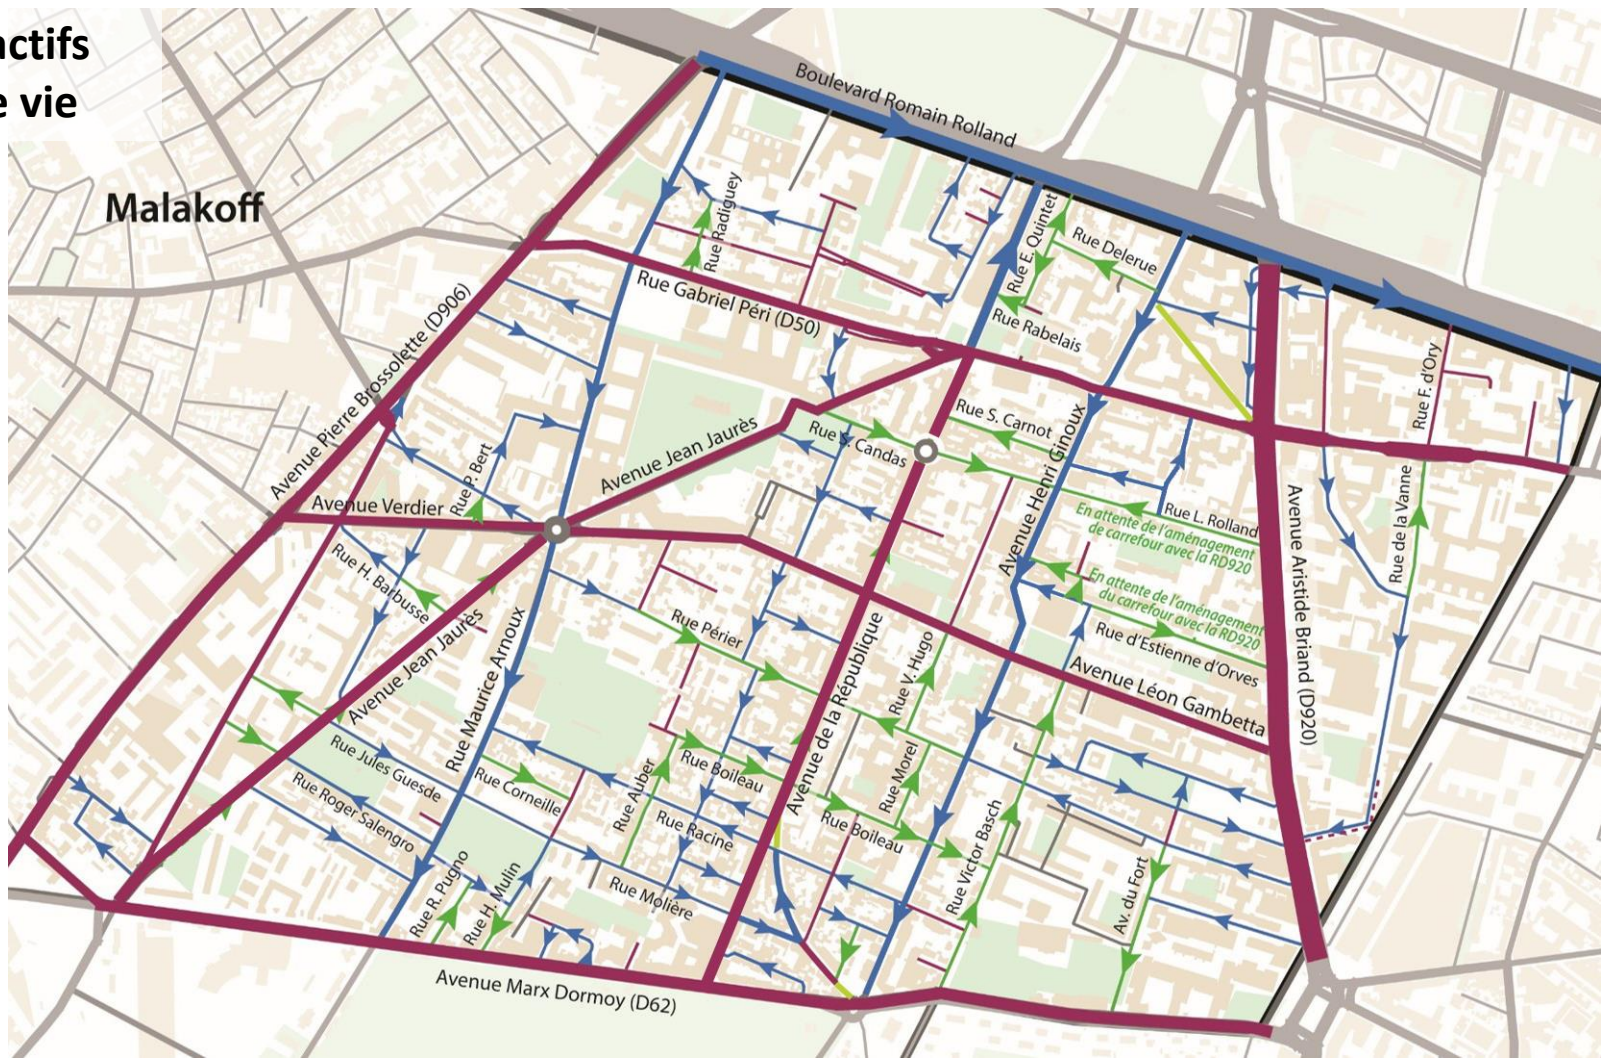 actifs
e vie
Malakoff
Boulevard Romain Rolland
Rue Radiguey
Rue E. Quintet
Rue Delerue
Rue Gabriel Péri (D50)
Rue Rabelais
Avenue Pierre Brossolette (D906)
Rue F. d'Ory
Rue S. Carnot
Rue S. Candas
Avenue Jean Jaurès
Avenue Henri Ginoux
Rue P. Bert
Avenue Verdier
Rue L. Rolland
En attente de l'aménagement
de carrefour avec la RD920
Avenue Aristide Briand (D920)
Rue de la Vanne
Rue H. Barbusse
En attente de l'aménagement
du carrefour avec la RD920
Rue d'Estienne d'Orves
Rue Périer
Avenue Jean Jaurès
Rue Maurice Arnoux
Avenue de la République
Rue V. Hugo
Avenue Léon Gambetta
Rue Jules Guesde
Rue Corneille
Rue Auber
Rue Boileau
Rue Morel
Rue Roger Salengro
Rue Racine
Rue Boileau
Rue Victor Basch
Rue R. Pugno
Rue H. Mulin
Rue Molière
Av. du Fort
Avenue Marx Dormoy (D62)